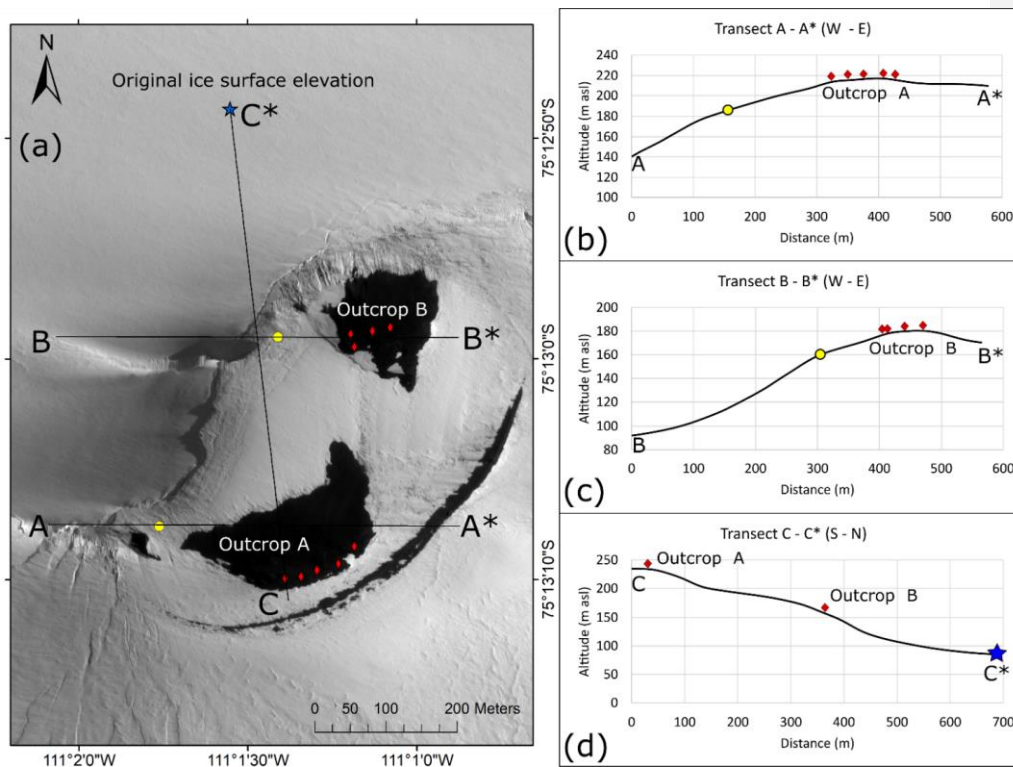 N
Original ice surface elevation
C*
(a)
75°12'50"S
Outcrop B
B
B*
75°13'0"S
A
A*
Outcrop A
C
75°13'10"S
0 50 100 200 Meters
111°2'0"W 111°1'30"W 111°1'0"W
Transect A - A* (W - E)
Altitude (m asl)
240
220
200
180
160
140
120
100
Outcrop A
A
A*
0 100 200 300 400 500 600
Distance (m)
(b)
Transect B - B* (W - E)
Altitude (m asl)
200
180
160
140
120
100
80
Outcrop B
B
B*
0 100 200 300 400 500 600
Distance (m)
(c)
Transect C - C* (S - N)
Altitude (m asl)
250
200
150
100
50
0
Outcrop A
C
Outcrop B
C*
0 100 200 300 400 500 600 700
Distance (m)
(d)